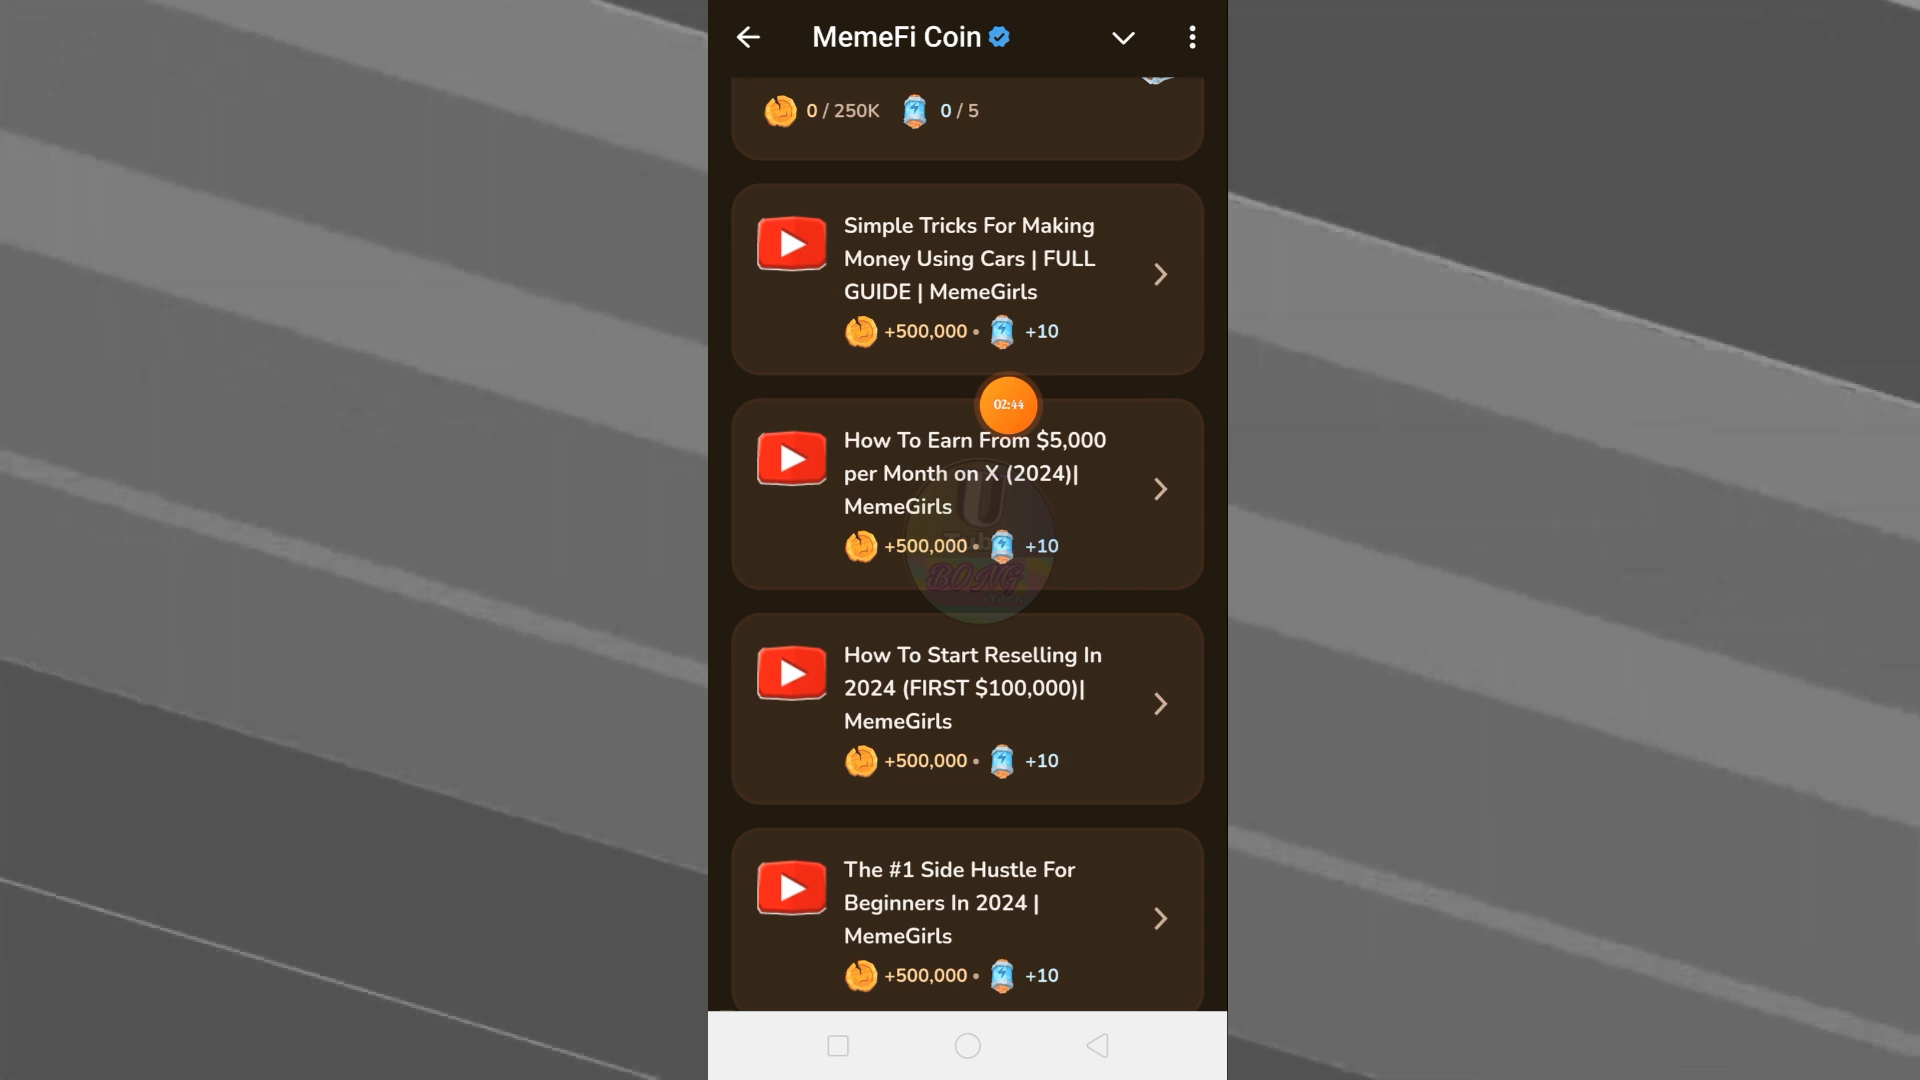 MemeFi Coin
0 / 250K 0 / 5
Simple Tricks For Making
Money Using Cars | FULL
GUIDE | MemeGirls
+500,000 • +10
02:44
How To Earn From $5,000
per Month on X (2024)|
MemeGirls
+500,000 • +10
U
Tube
BONG
Tech
How To Start Reselling In
2024 (FIRST $100,000)|
MemeGirls
+500,000 • +10
The #1 Side Hustle For
Beginners In 2024 |
MemeGirls
+500,000 • +10